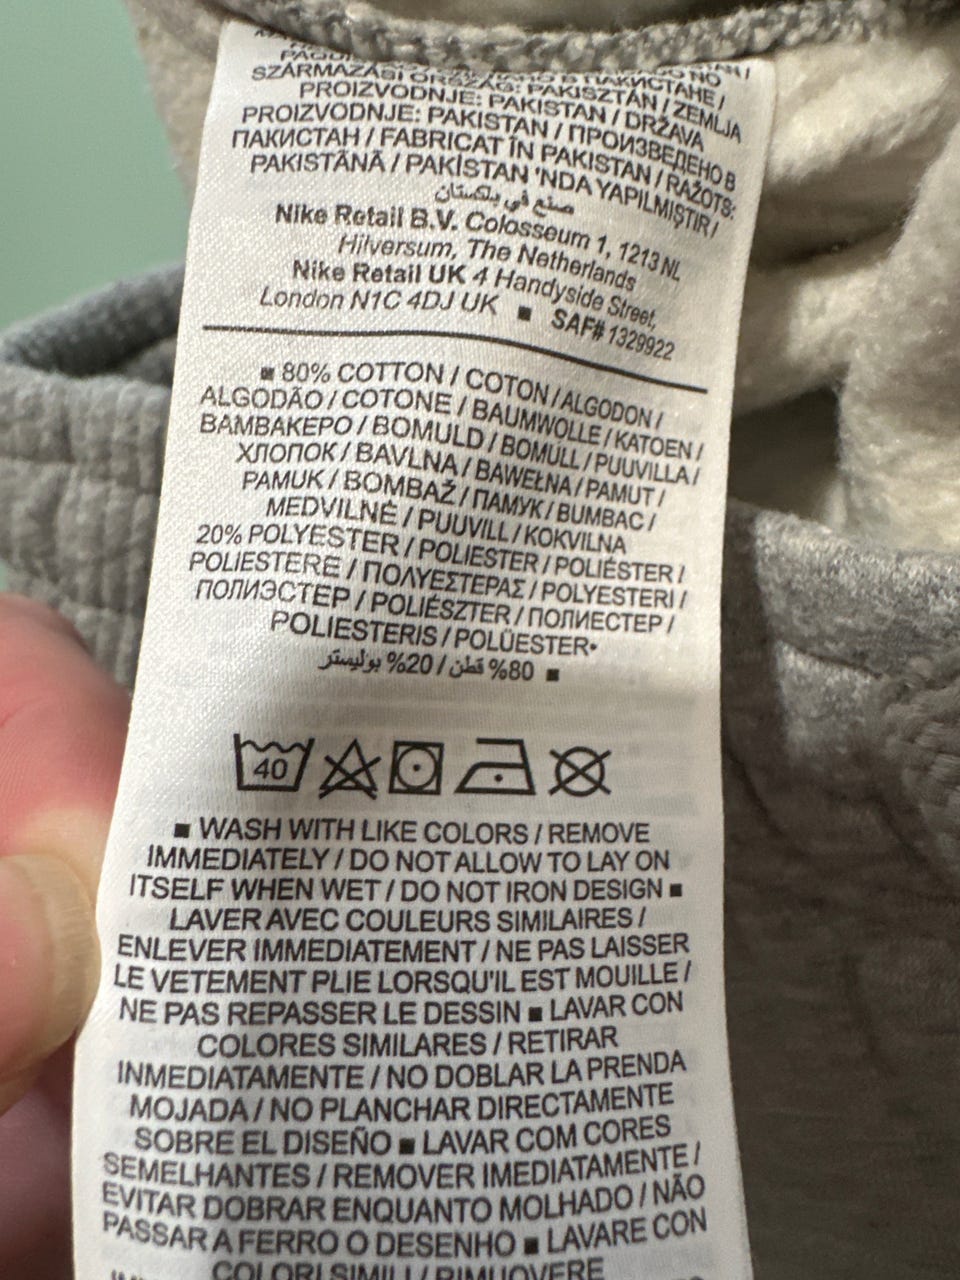 SZÁRMAZÁSI ORSZÁG: PAKISZTÁN / ZEMLJA
PROIZVODNJE: PAKISTAN / DRŽAVA
PROIZVODNJE: PAKISTAN / ПРОИЗВЕДЕНО В
ПАКИСТАН / FABRICAT ÎN PAKISTAN / RAŽOTS:
PAKISTĀNĀ / PAKİSTAN 'NDA YAPILMIŞTIR /
صنع في باكستان
Nike Retail B.V. Colosseum 1, 1213 NL
Hilversum, The Netherlands
Nike Retail UK 4 Handyside Street,
London N1C 4DJ UK ■ SAF# 1329922
■ 80% COTTON / COTON / ALGODON /
ALGODÃO / COTONE / BAUMWOLLE / KATOEN /
ΒΑΜΒΑΚΕΡΟ / BOMULD / BOMULL / PUUVILLA /
ХЛОПОК / BAVLNA / BAWEŁNA / PAMUT /
PAMUK / BOMBAŽ / ПАМУК / BUMBAC /
MEDVILNĖ / PUUVILL / KOKVILNA
20% POLYESTER / POLIESTER / POLIÉSTER /
POLIESTERE / ΠΟΛΥΕΣΤΕΡΑΣ / POLYESTERI /
ПОЛИЭСТЕР / POLIÉSZTER / ПОЛИЕСТЕР /
POLIESTERIS / POLÜESTER•
80% قطن / 20% بوليستر ■
40
■ WASH WITH LIKE COLORS / REMOVE
IMMEDIATELY / DO NOT ALLOW TO LAY ON
ITSELF WHEN WET / DO NOT IRON DESIGN ■
LAVER AVEC COULEURS SIMILAIRES /
ENLEVER IMMEDIATEMENT / NE PAS LAISSER
LE VETEMENT PLIE LORSQU'IL EST MOUILLE /
NE PAS REPASSER LE DESSIN ■ LAVAR CON
COLORES SIMILARES / RETIRAR
INMEDIATAMENTE / NO DOBLAR LA PRENDA
MOJADA / NO PLANCHAR DIRECTAMENTE
SOBRE EL DISEÑO ■ LAVAR COM CORES
SEMELHANTES / REMOVER IMEDIATAMENTE /
EVITAR DOBRAR ENQUANTO MOLHADO / NÃO
PASSAR A FERRO O DESENHO ■ LAVARE CON
COLORI SIMILI / RIMUOVERE